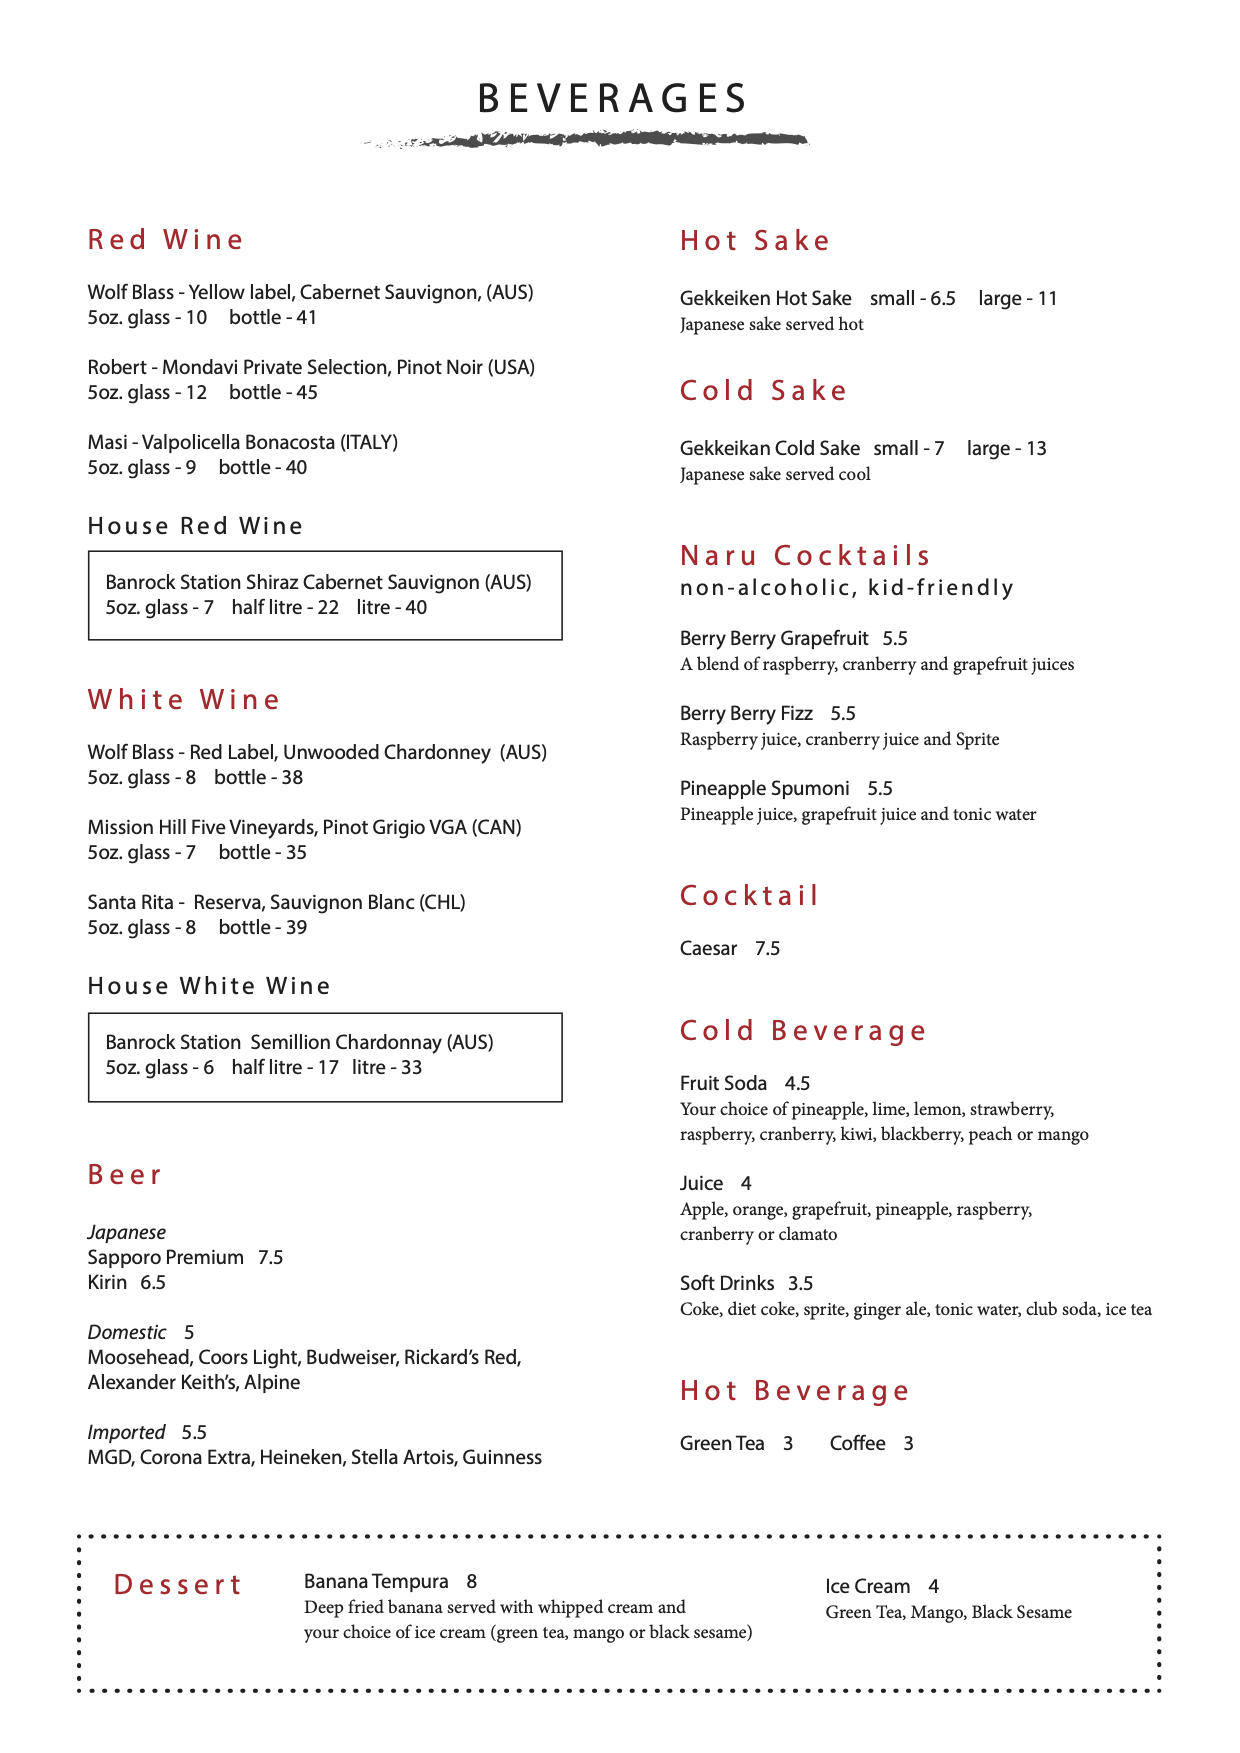 BEVERAGES
Red Wine
Wolf Blass - Yellow label, Cabernet Sauvignon, (AUS)
5oz. glass - 10 bottle - 41
Robert - Mondavi Private Selection, Pinot Noir (USA)
5oz. glass - 12 bottle - 45
Masi - Valpolicella Bonacosta (ITALY)
5oz. glass - 9 bottle - 40
House Red Wine
Banrock Station Shiraz Cabernet Sauvignon (AUS)
5oz. glass - 7 half litre - 22 litre - 40
White Wine
Wolf Blass - Red Label, Unwooded Chardonney (AUS)
5oz. glass - 8 bottle - 38
Mission Hill Five Vineyards, Pinot Grigio VGA (CAN)
5oz. glass - 7 bottle - 35
Santa Rita - Reserva, Sauvignon Blanc (CHL)
5oz. glass - 8 bottle - 39
House White Wine
Banrock Station Semillion Chardonnay (AUS)
5oz. glass - 6 half litre - 17 litre - 33
Beer
Japanese
Sapporo Premium 7.5
Kirin 6.5
Domestic 5
Moosehead, Coors Light, Budweiser, Rickard’s Red,
Alexander Keith’s, Alpine
Imported 5.5
MGD, Corona Extra, Heineken, Stella Artois, Guinness
Hot Sake
Gekkeiken Hot Sake small - 6.5 large - 11
Japanese sake served hot
Cold Sake
Gekkeikan Cold Sake small - 7 large - 13
Japanese sake served cool
Naru Cocktails
non-alcoholic, kid-friendly
Berry Berry Grapefruit 5.5
A blend of raspberry, cranberry and grapefruit juices
Berry Berry Fizz 5.5
Raspberry juice, cranberry juice and Sprite
Pineapple Spumoni 5.5
Pineapple juice, grapefruit juice and tonic water
Cocktail
Caesar 7.5
Cold Beverage
Fruit Soda 4.5
Your choice of pineapple, lime, lemon, strawberry,
raspberry, cranberry, kiwi, blackberry, peach or mango
Juice 4
Apple, orange, grapefruit, pineapple, raspberry,
cranberry or clamato
Soft Drinks 3.5
Coke, diet coke, sprite, ginger ale, tonic water, club soda, ice tea
Hot Beverage
Green Tea 3 Coffee 3
Dessert
Banana Tempura 8
Deep fried banana served with whipped cream and
your choice of ice cream (green tea, mango or black sesame)
Ice Cream 4
Green Tea, Mango, Black Sesame